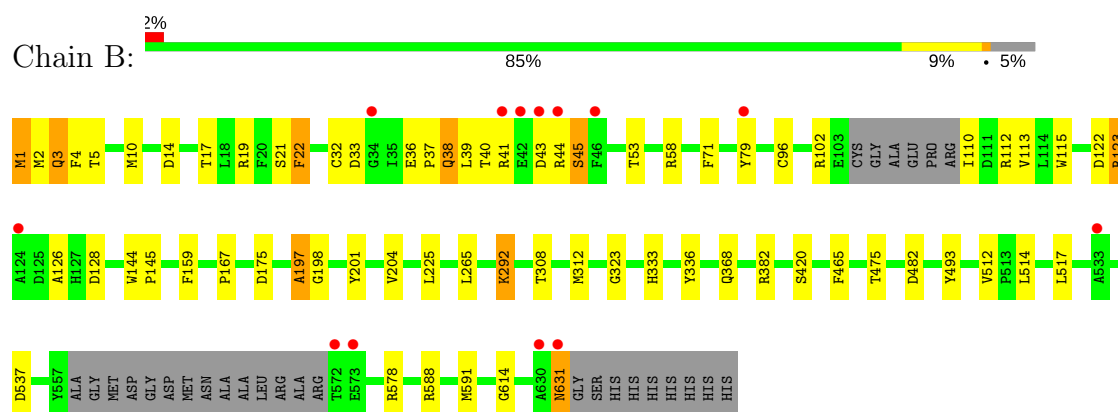 2%
Chain B:
85% 9% • 5%
M1 M2 Q3 F4 T5 M10 D14 T17 L18 R19 F20 S21 F22 C32 D33 G34 I35 E36 P37 Q38 L39 T40 R41 E42 D43 R44 S45 F46 T53 R58 F71 Y79 C96 R102 E103 CYS GLY ALA GLU PRO ARG I110 D111 R112 V113 L114 W115 D122
A124 D125 A126 H127 D128 W144 P145 F159 P167 D175 A197 G198 Y201 V204 L225 L265 K292 T308 M312 G323 H333 Y336 Q368 R382 S420 F465 T475 D482 Y493 V512 P513 L514 L517 A533
D537 Y557 ALA GLY MET ASP GLY ASP MET ASN ALA ALA LEU ARG ALA ARG T572 E573 R578 R588 M591 G614 A630 N631 GLY SER HIS HIS HIS HIS HIS HIS